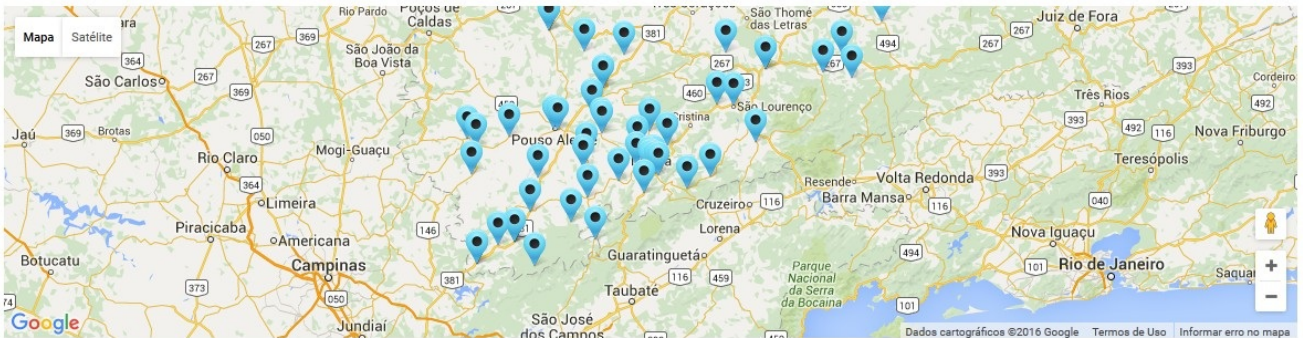 Rio Pardo
Poços de
Caldas
São Thomé
das Letras
Juiz de Fora
Mapa
Satélite
364
267
369
São João da
Boa Vista
381
267
494
267
267
393
São Carlos
267
369
460
São Lourenço
Cristina
Três Rios
Cordeiro
492
Jaú
369
Brotas
050
Mogi-Guaçu
Pouso
393
492
116
Nova Friburgo
Rio Claro
364
Teresópolis
Resende
Volta Redonda
393
Limeira
Cruzeiro
116
Barra Mansa
116
040
Piracicaba
146
Lorena
Nova Iguaçu
Americana
Botucatu
Campinas
381
Guaratinguetá
494
101
Rio de Janeiro
116
459
Parque
Nacional
da Serra
da Bocaina
Saquar
373
050
Taubaté
101
Google
Jundiaí
São José
dos Campos
Dados cartográficos ©2016 Google
Termos de Uso
Informar erro no mapa